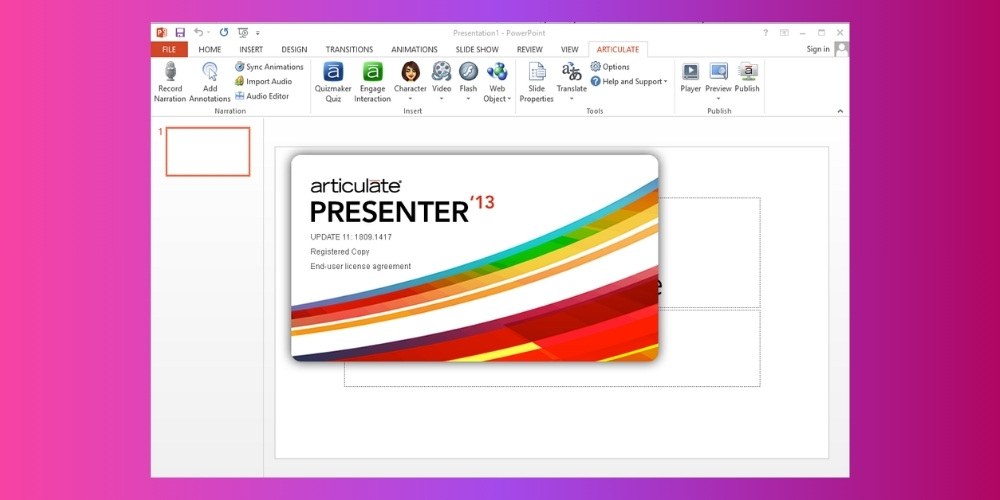 Presentation1 - PowerPoint
?
FILE HOME INSERT DESIGN TRANSITIONS ANIMATIONS SLIDE SHOW REVIEW VIEW ARTICULATE Sign in
Record Narration
Add Annotations
Sync Animations
Import Audio
Audio Editor
Narration
Quizmaker Quiz
Engage Interaction
Character
Video
Flash
Web Object
Insert
Slide Properties
Translate
Options
Help and Support
Tools
Player
Preview
Publish
Publish
1
articulate®
PRESENTER '13
UPDATE 11: 1809.1417
Registered Copy
End-user license agreement
e